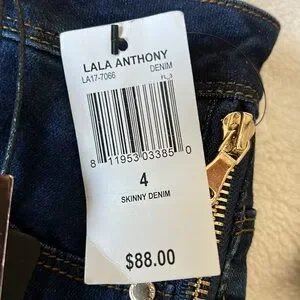 LALA ANTHONY
LA17-7066 DENIM
8 11953 03385 0
4
SKINNY DENIM
$88.00